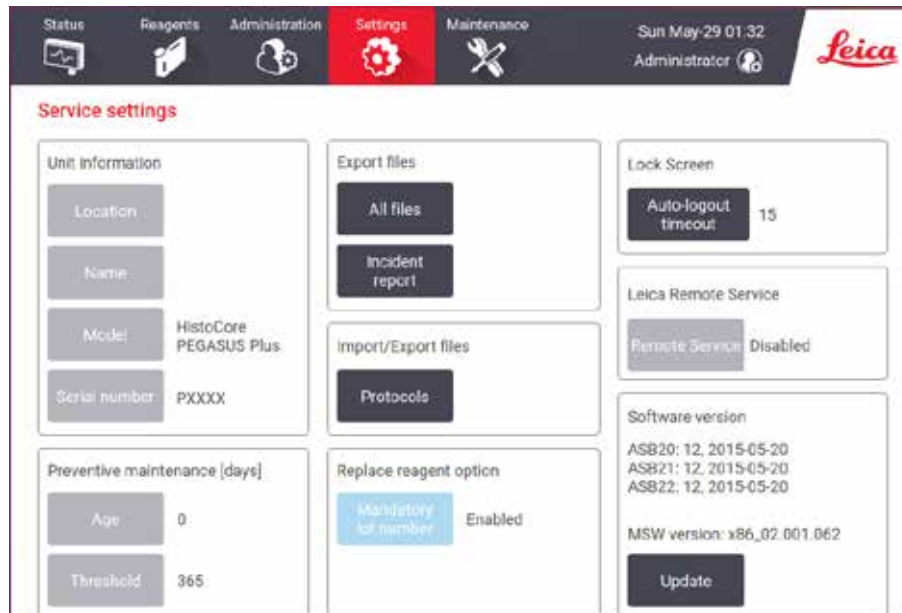 Status
Reagents
Administration
Settings
Maintenance
Sun May-29 01:32
Administrator
Leica
Service settings
Unit Information
Location
Name
Model
HistoCore
PEGASUS Plus
Serial number
PXXXX
Preventive maintenance [days]
Age
0
Threshold
365
Export files
All files
Incident
report
Import/Export files
Protocols
Replace reagent option
Mandatory
lot number
Enabled
Lock Screen
Auto-logout
timeout
15
Leica Remote Service
Remote Service
Disabled
Software version
ASB20: 12, 2015-05-20
ASB21: 12, 2015-05-20
ASB22: 12, 2015-05-20
MSW version: x86_02.001.062
Update